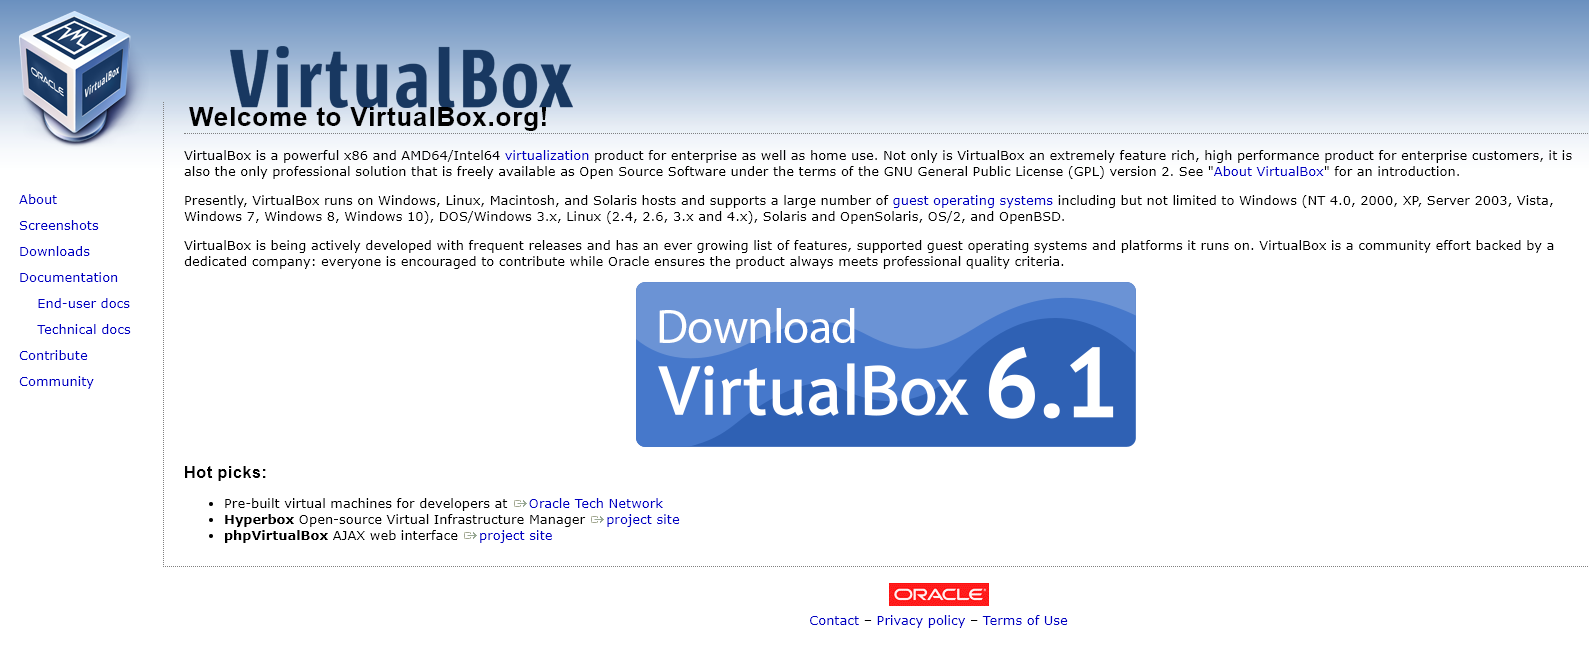 ORACLE
VirtualBox
VirtualBox
Welcome to VirtualBox.org!
About
Screenshots
Downloads
Documentation
End-user docs
Technical docs
Contribute
Community
VirtualBox is a powerful x86 and AMD64/Intel64 virtualization product for enterprise as well as home use. Not only is VirtualBox an extremely feature rich, high performance product for enterprise customers, it is
also the only professional solution that is freely available as Open Source Software under the terms of the GNU General Public License (GPL) version 2. See "About VirtualBox" for an introduction.
Presently, VirtualBox runs on Windows, Linux, Macintosh, and Solaris hosts and supports a large number of guest operating systems including but not limited to Windows (NT 4.0, 2000, XP, Server 2003, Vista,
Windows 7, Windows 8, Windows 10), DOS/Windows 3.x, Linux (2.4, 2.6, 3.x and 4.x), Solaris and OpenSolaris, OS/2, and OpenBSD.
VirtualBox is being actively developed with frequent releases and has an ever growing list of features, supported guest operating systems and platforms it runs on. VirtualBox is a community effort backed by a
dedicated company: everyone is encouraged to contribute while Oracle ensures the product always meets professional quality criteria.
Download
VirtualBox 6.1
Hot picks:
• Pre-built virtual machines for developers at Oracle Tech Network
• Hyperbox Open-source Virtual Infrastructure Manager project site
• phpVirtualBox AJAX web interface project site
ORACLE
Contact – Privacy policy – Terms of Use